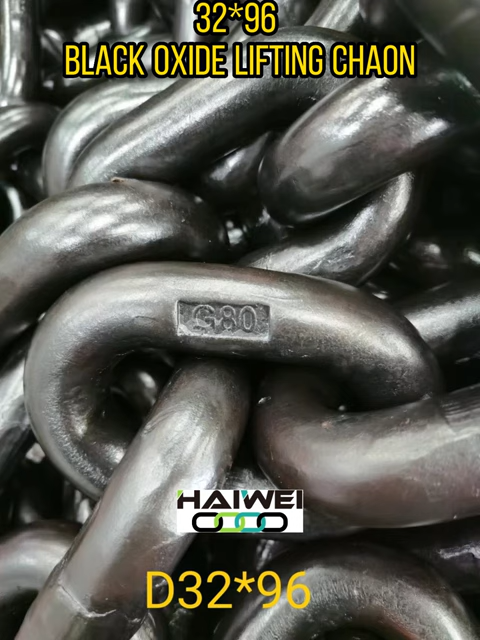 32*96
BLACK OXIDE LIFTING CHAON
G80
HAIWEI
D32*96